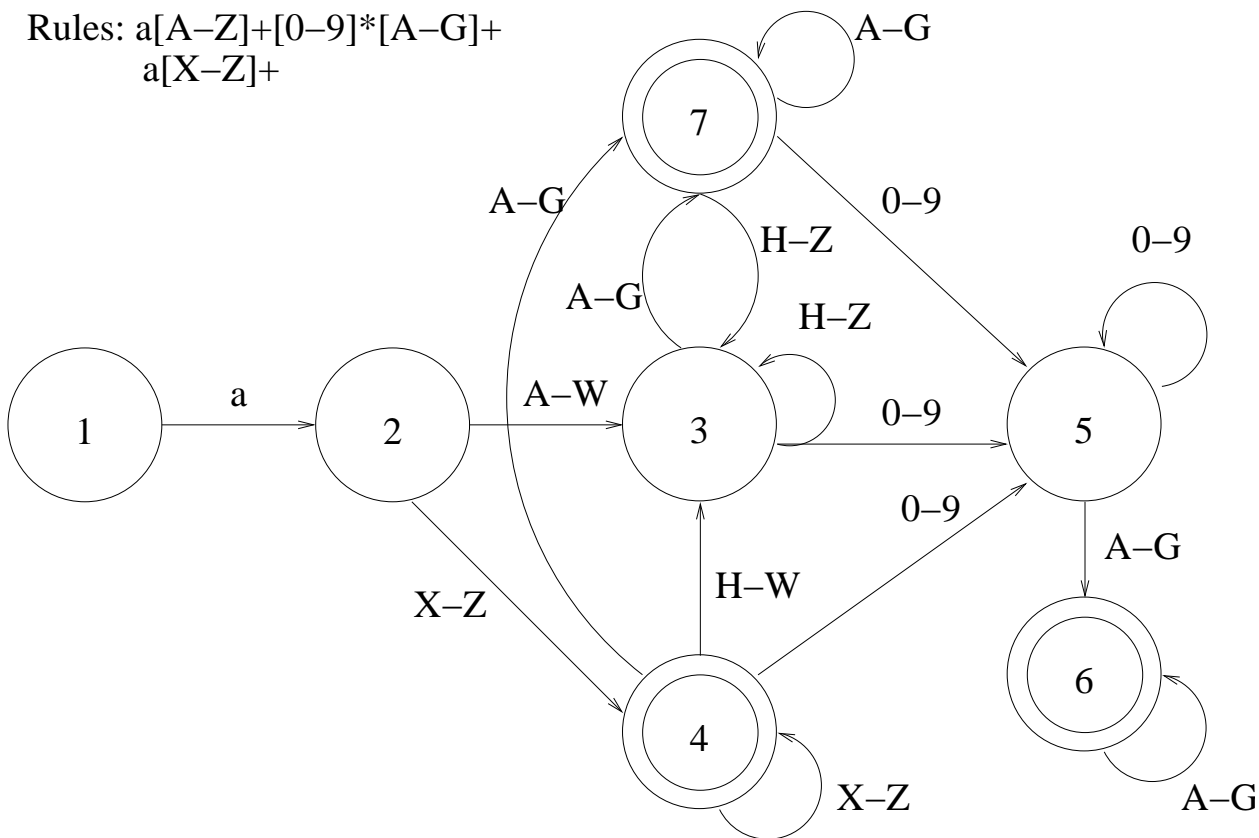 Rules: a[A–Z]+[0–9]*[A–G]+
a[X–Z]+
A–G
7
A–G
0–9
H–Z
0–9
A–G
H–Z
1
a
2
A–W
3
0–9
5
0–9
A–G
X–Z
H–W
4
6
X–Z
A–G